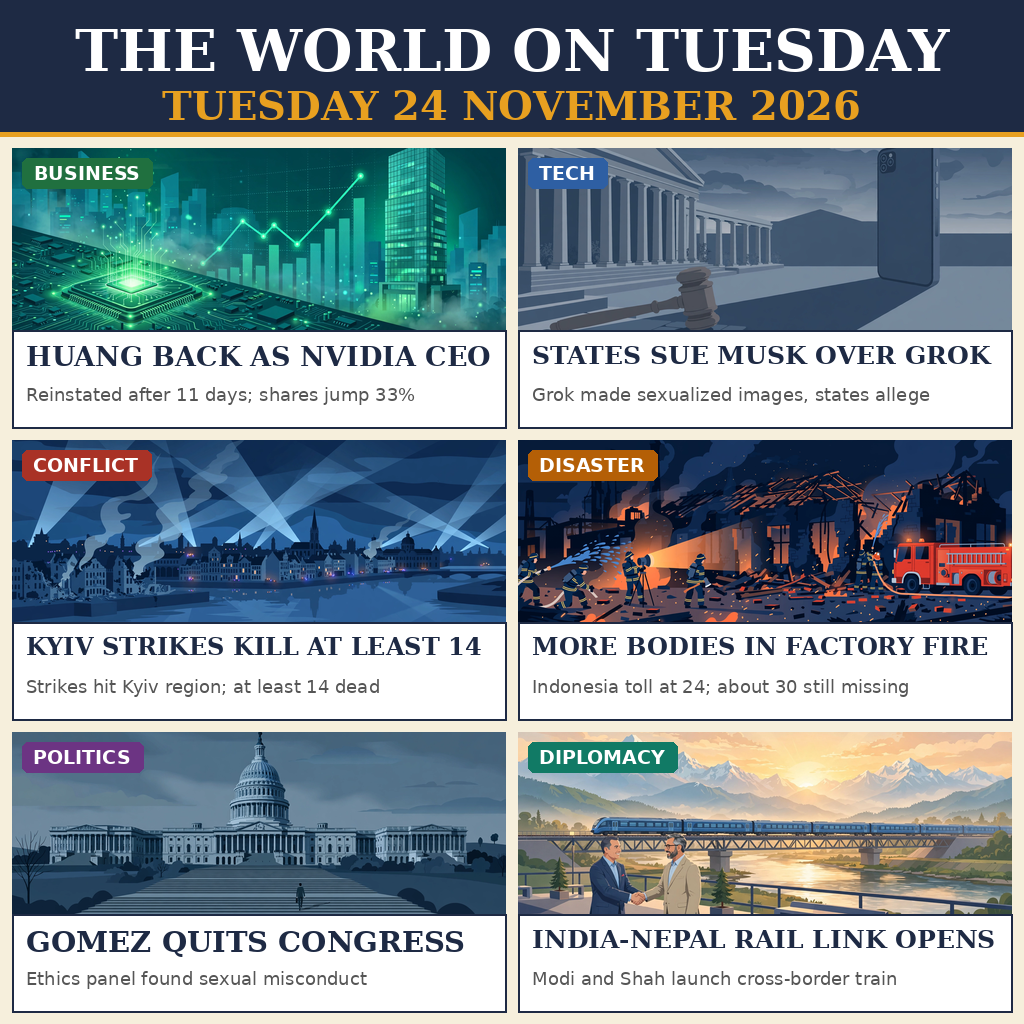 THE WORLD ON TUESDAY
TUESDAY 24 NOVEMBER 2026
BUSINESS
HUANG BACK AS NVIDIA CEO
Reinstated after 11 days; shares jump 33%
TECH
STATES SUE MUSK OVER GROK
Grok made sexualized images, states allege
CONFLICT
KYIV STRIKES KILL AT LEAST 14
Strikes hit Kyiv region; at least 14 dead
DISASTER
MORE BODIES IN FACTORY FIRE
Indonesia toll at 24; about 30 still missing
POLITICS
GOMEZ QUITS CONGRESS
Ethics panel found sexual misconduct
DIPLOMACY
INDIA-NEPAL RAIL LINK OPENS
Modi and Shah launch cross-border train